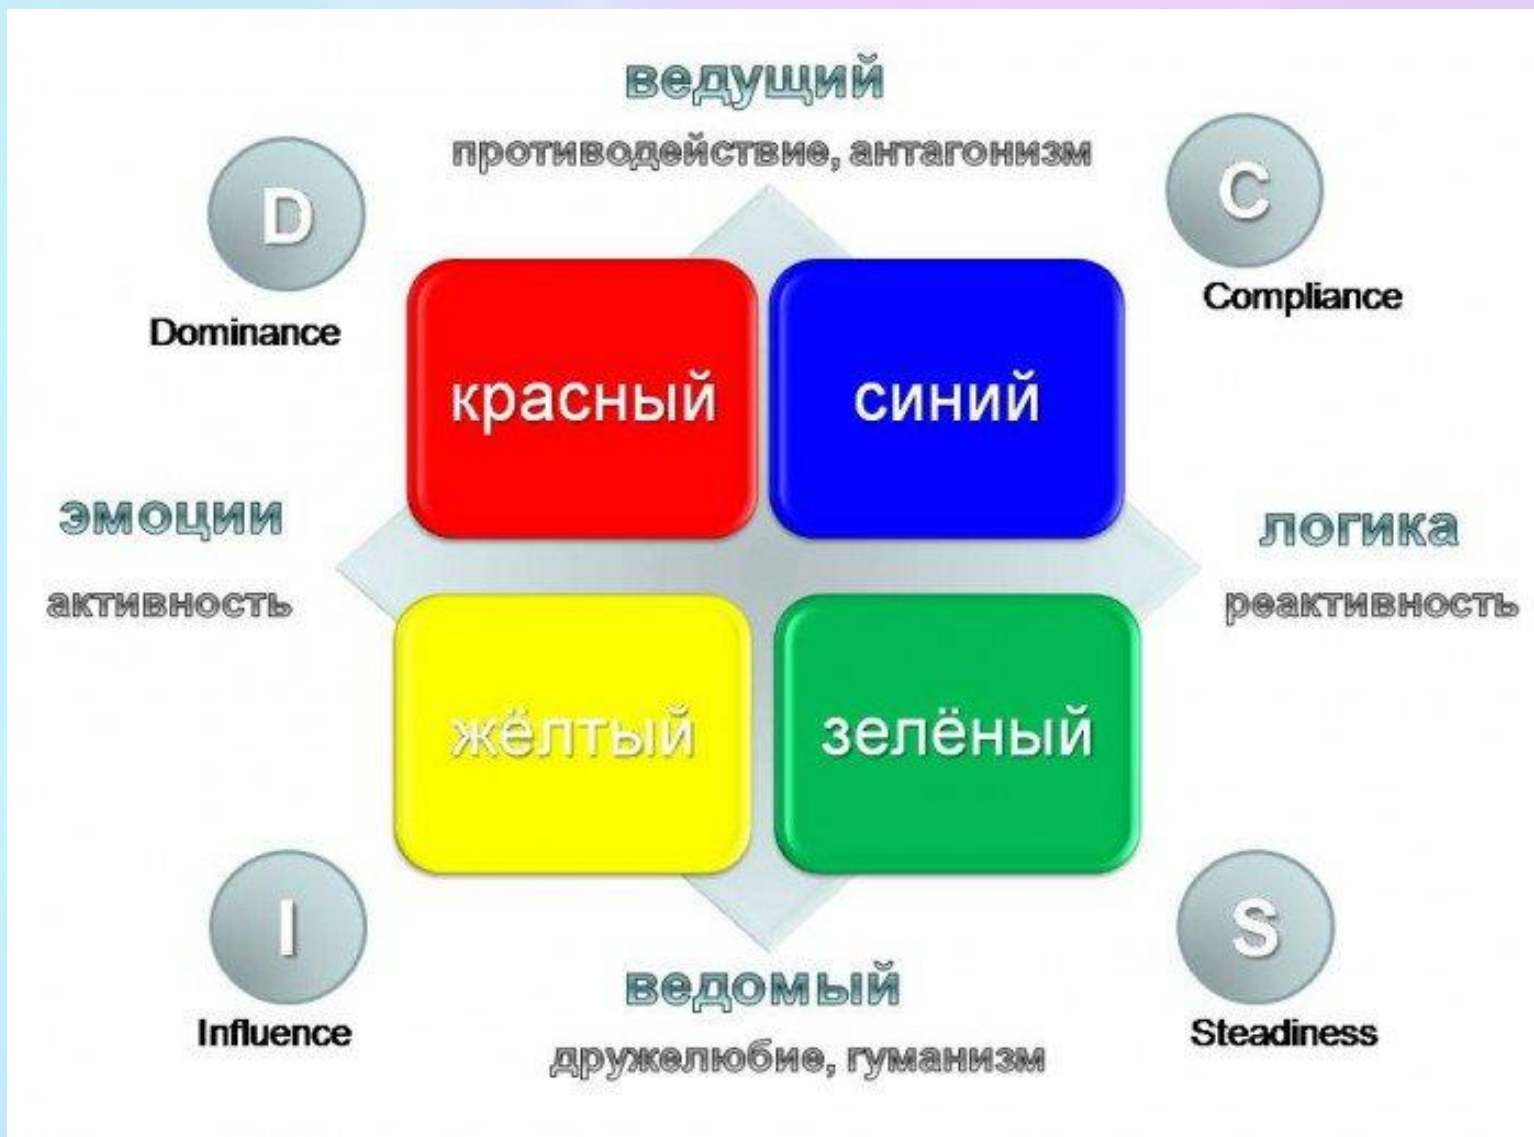 ведущий
противодействие, антагонизм
D
C
Dominance
Compliance
красный
синий
эмоции
логика
активность
реактивность
жёлтый
зелёный
I
S
ведомый
Influence
Steadiness
дружелюбие, гуманизм